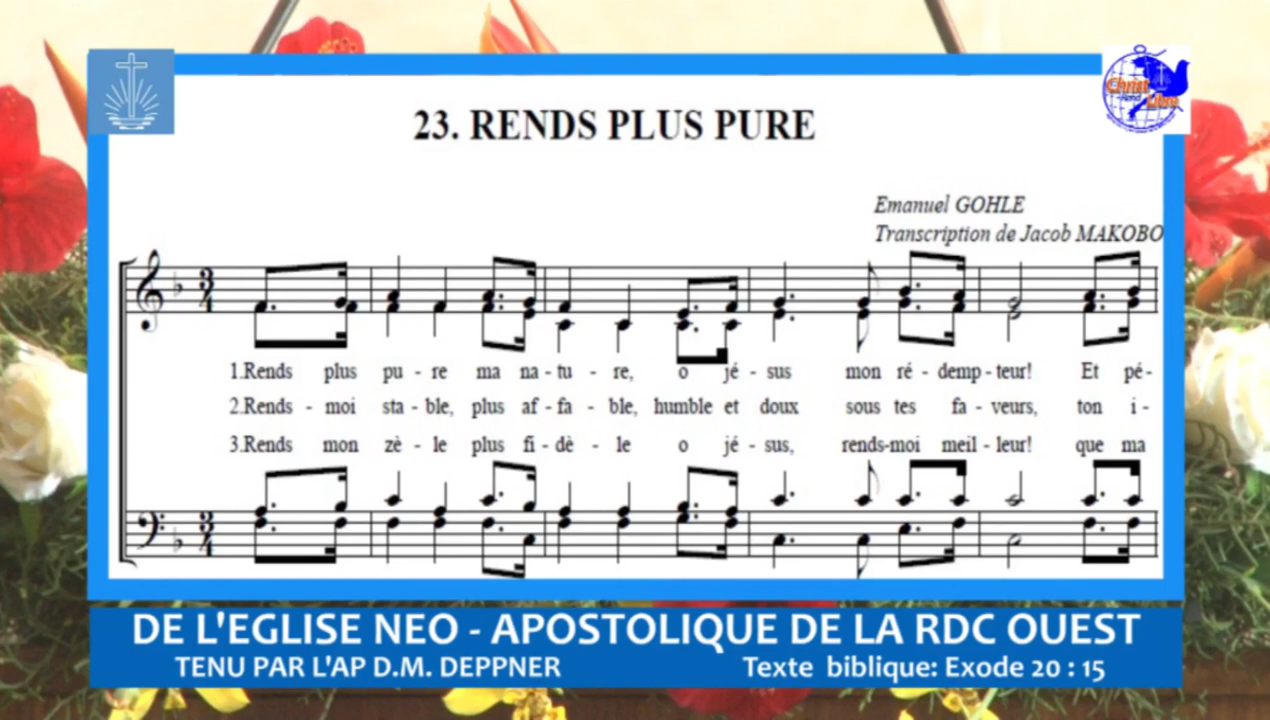 Christ
Rend
Libre
23. RENDS PLUS PURE
Emanuel GOHLE
Transcription de Jacob MAKOBO
1.Rends plus pu - re ma na - tu - re, o jé - sus mon ré - demp - teur! Et pé-
2.Rends - moi sta - ble, plus af - fa - ble, humble et doux sous tes fa - veurs, ton i -
3.Rends mon zè - le plus fi - dè - le o jé - sus, rends-moi meil - leur! que ma
DE L'EGLISE NEO - APOSTOLIQUE DE LA RDC OUEST
TENU PAR L'AP D.M. DEPPNER Texte biblique: Exode 20 : 15